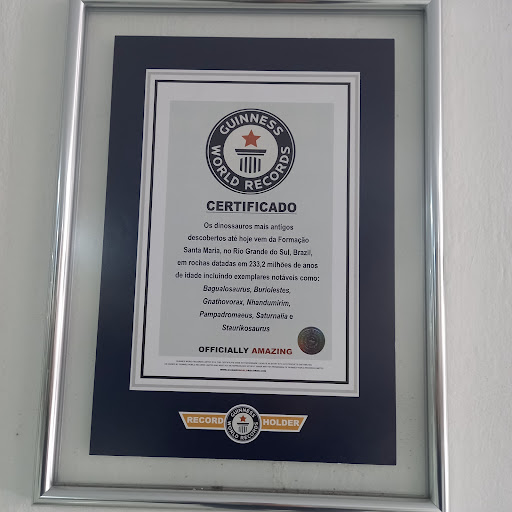 GUINNESS
WORLD RECORDS
CERTIFICADO
Os dinossauros mais antigos
descobertos até hoje vem da Formação
Santa Maria, no Rio Grande do Sul, Brazil,
em rochas datadas em 233,2 milhões de anos
de idade incluindo exemplares notáveis como:
Bagualosaurus, Buriolestes,
Gnathovorax, Nhandumirim,
Pampadromaeus, Saturnalia e
Staurikosaurus
OFFICIALLY AMAZING
RECORD HOLDER
GUINNESS
WORLD RECORDS